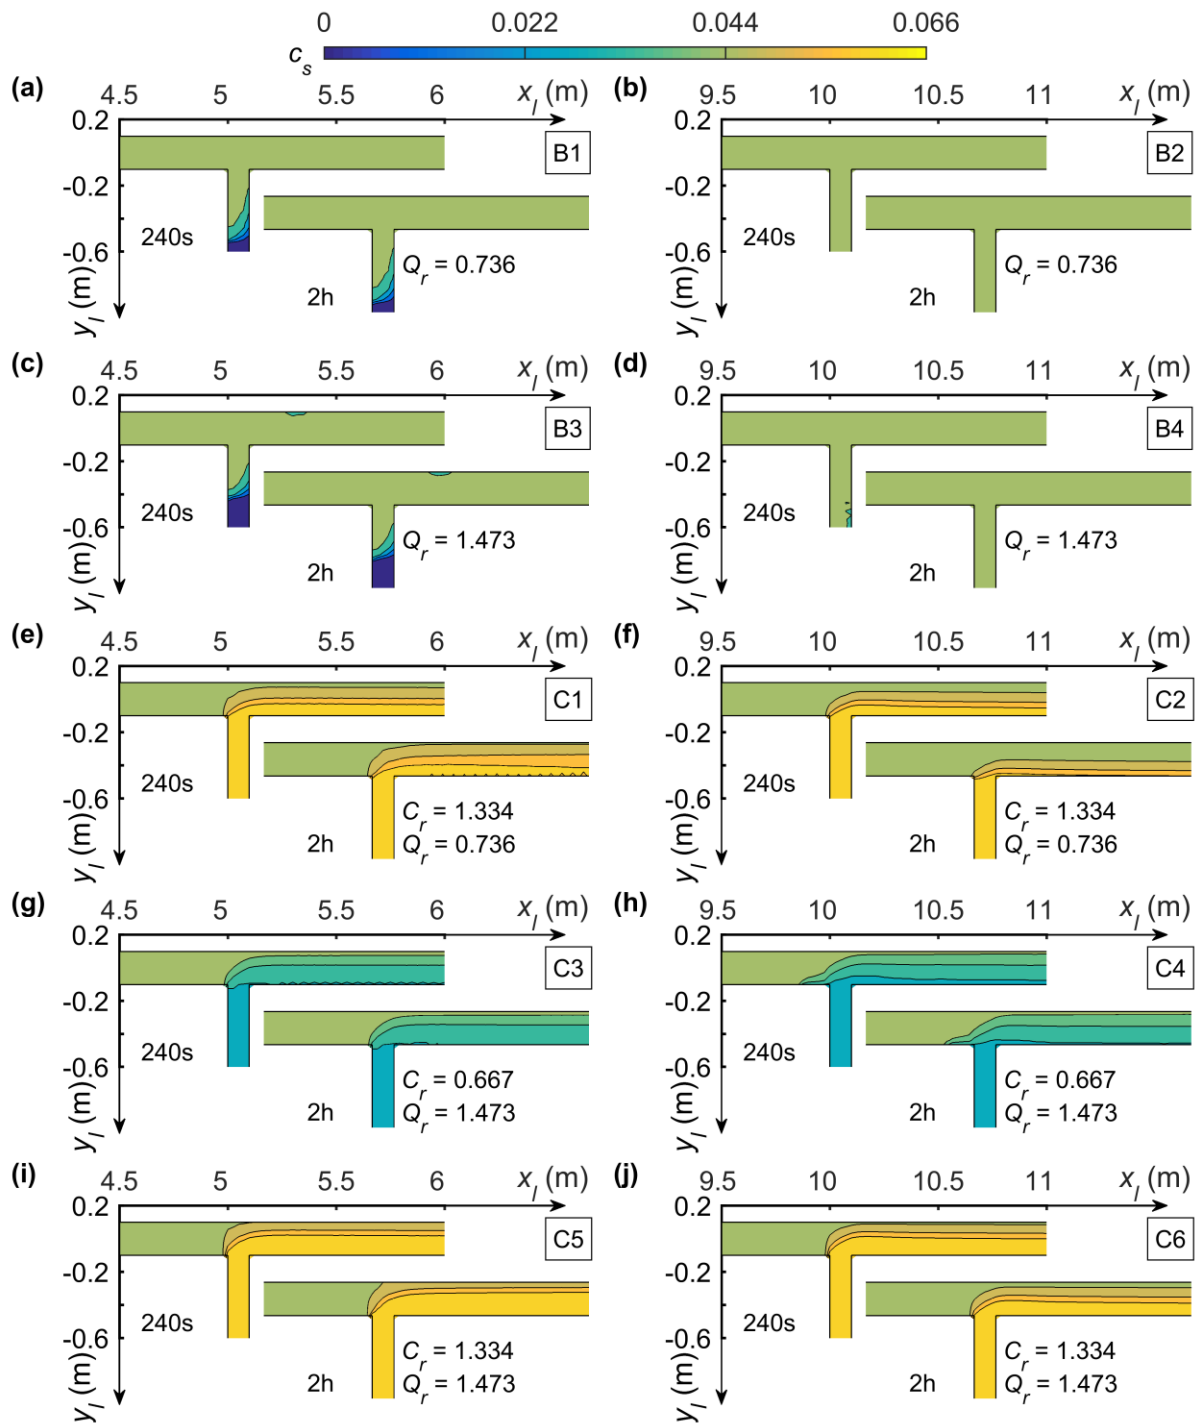 0 0.022 0.044 0.066
c_s
(a) 4.5 5 5.5 6 x_l (m)
0.2
B1
-0.2
240s
-0.6
Q_r = 0.736
2h
y_l (m)
(b) 9.5 10 10.5 11 x_l (m)
0.2
B2
-0.2
240s
-0.6
Q_r = 0.736
2h
y_l (m)
(c) 4.5 5 5.5 6 x_l (m)
0.2
B3
-0.2
240s
-0.6
Q_r = 1.473
2h
y_l (m)
(d) 9.5 10 10.5 11 x_l (m)
0.2
B4
-0.2
240s
-0.6
Q_r = 1.473
2h
y_l (m)
(e) 4.5 5 5.5 6 x_l (m)
0.2
C1
-0.2
240s
-0.6
C_r = 1.334
2h Q_r = 0.736
y_l (m)
(f) 9.5 10 10.5 11 x_l (m)
0.2
C2
-0.2
240s
-0.6
C_r = 1.334
2h Q_r = 0.736
y_l (m)
(g) 4.5 5 5.5 6 x_l (m)
0.2
C3
-0.2
240s
-0.6
C_r = 0.667
2h Q_r = 1.473
y_l (m)
(h) 9.5 10 10.5 11 x_l (m)
0.2
C4
-0.2
240s
-0.6
C_r = 0.667
2h Q_r = 1.473
y_l (m)
(i) 4.5 5 5.5 6 x_l (m)
0.2
C5
-0.2
240s
-0.6
C_r = 1.334
2h Q_r = 1.473
y_l (m)
(j) 9.5 10 10.5 11 x_l (m)
0.2
C6
-0.2
240s
-0.6
C_r = 1.334
2h Q_r = 1.473
y_l (m)